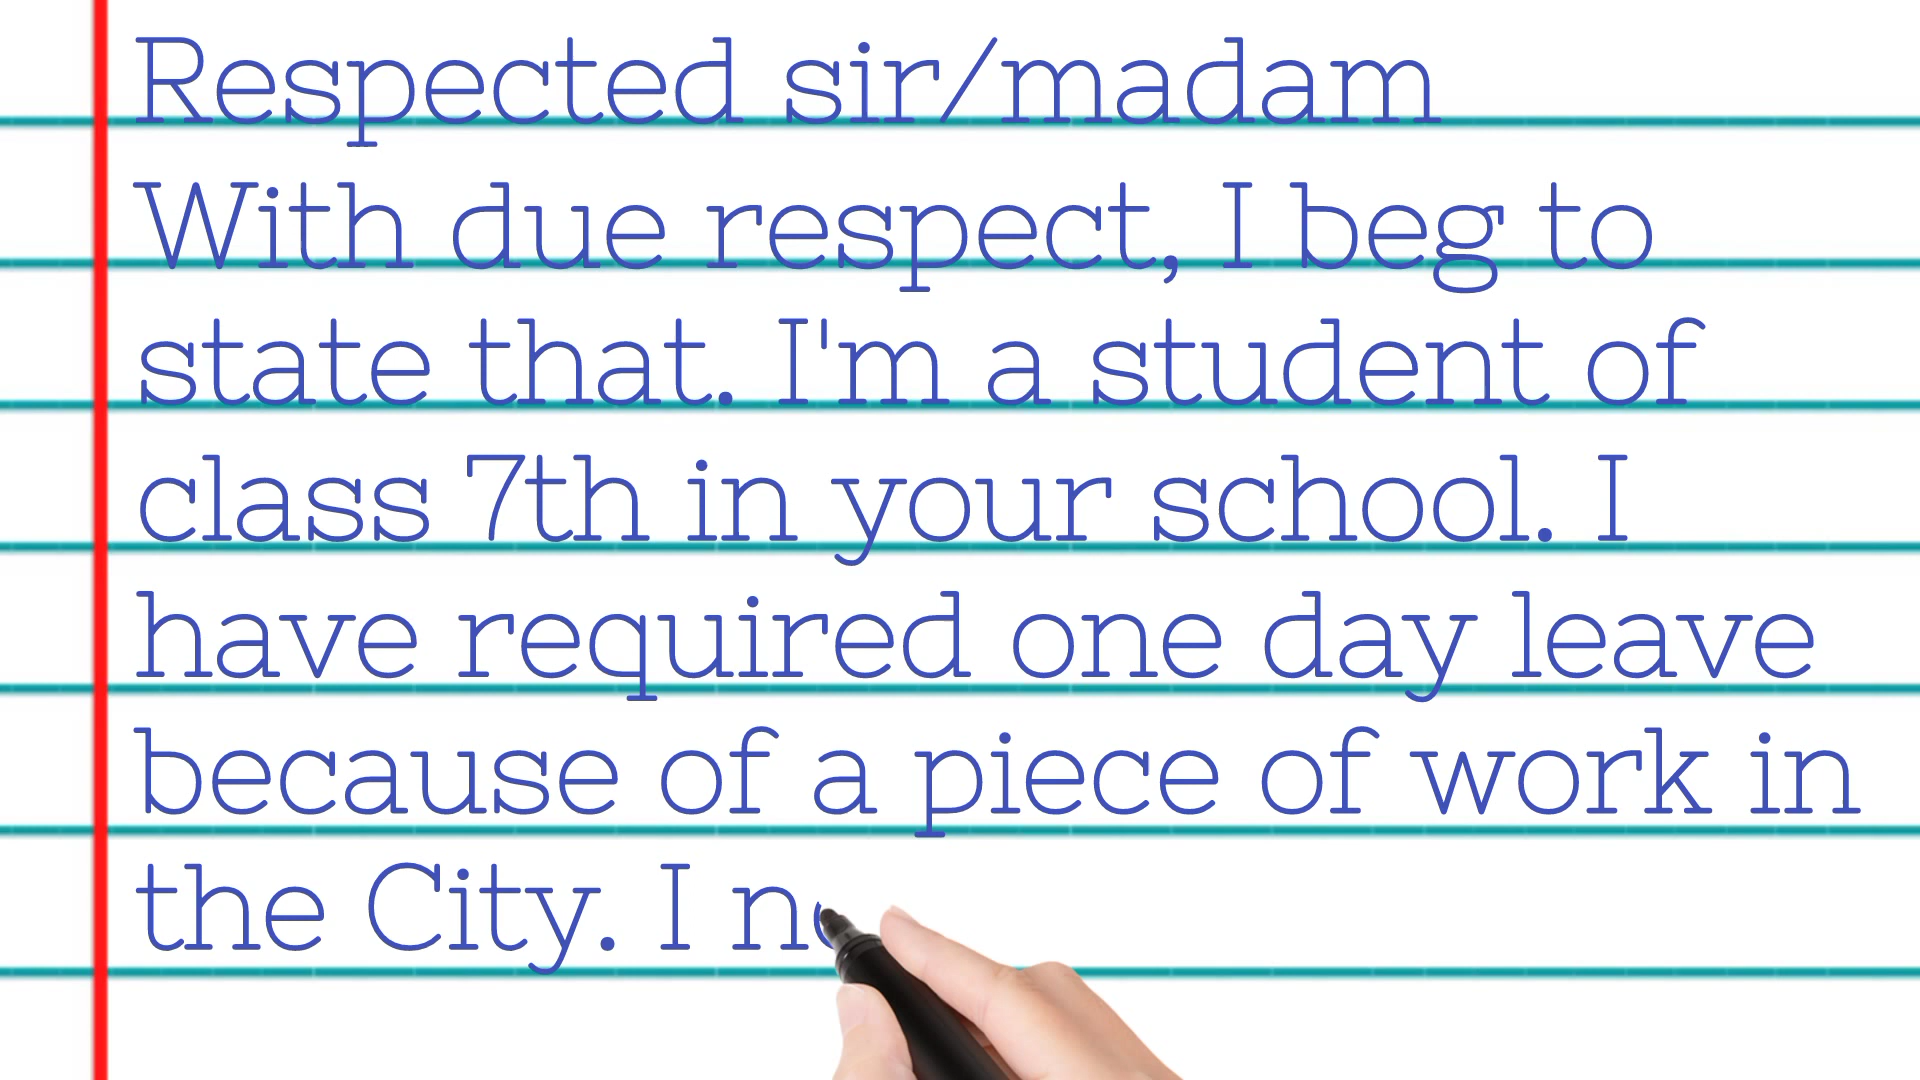 Respected sir/madam
With due respect, I beg to
state that. I'm a student of
class 7th in your school. I
have required one day leave
because of a piece of work in
the City. I